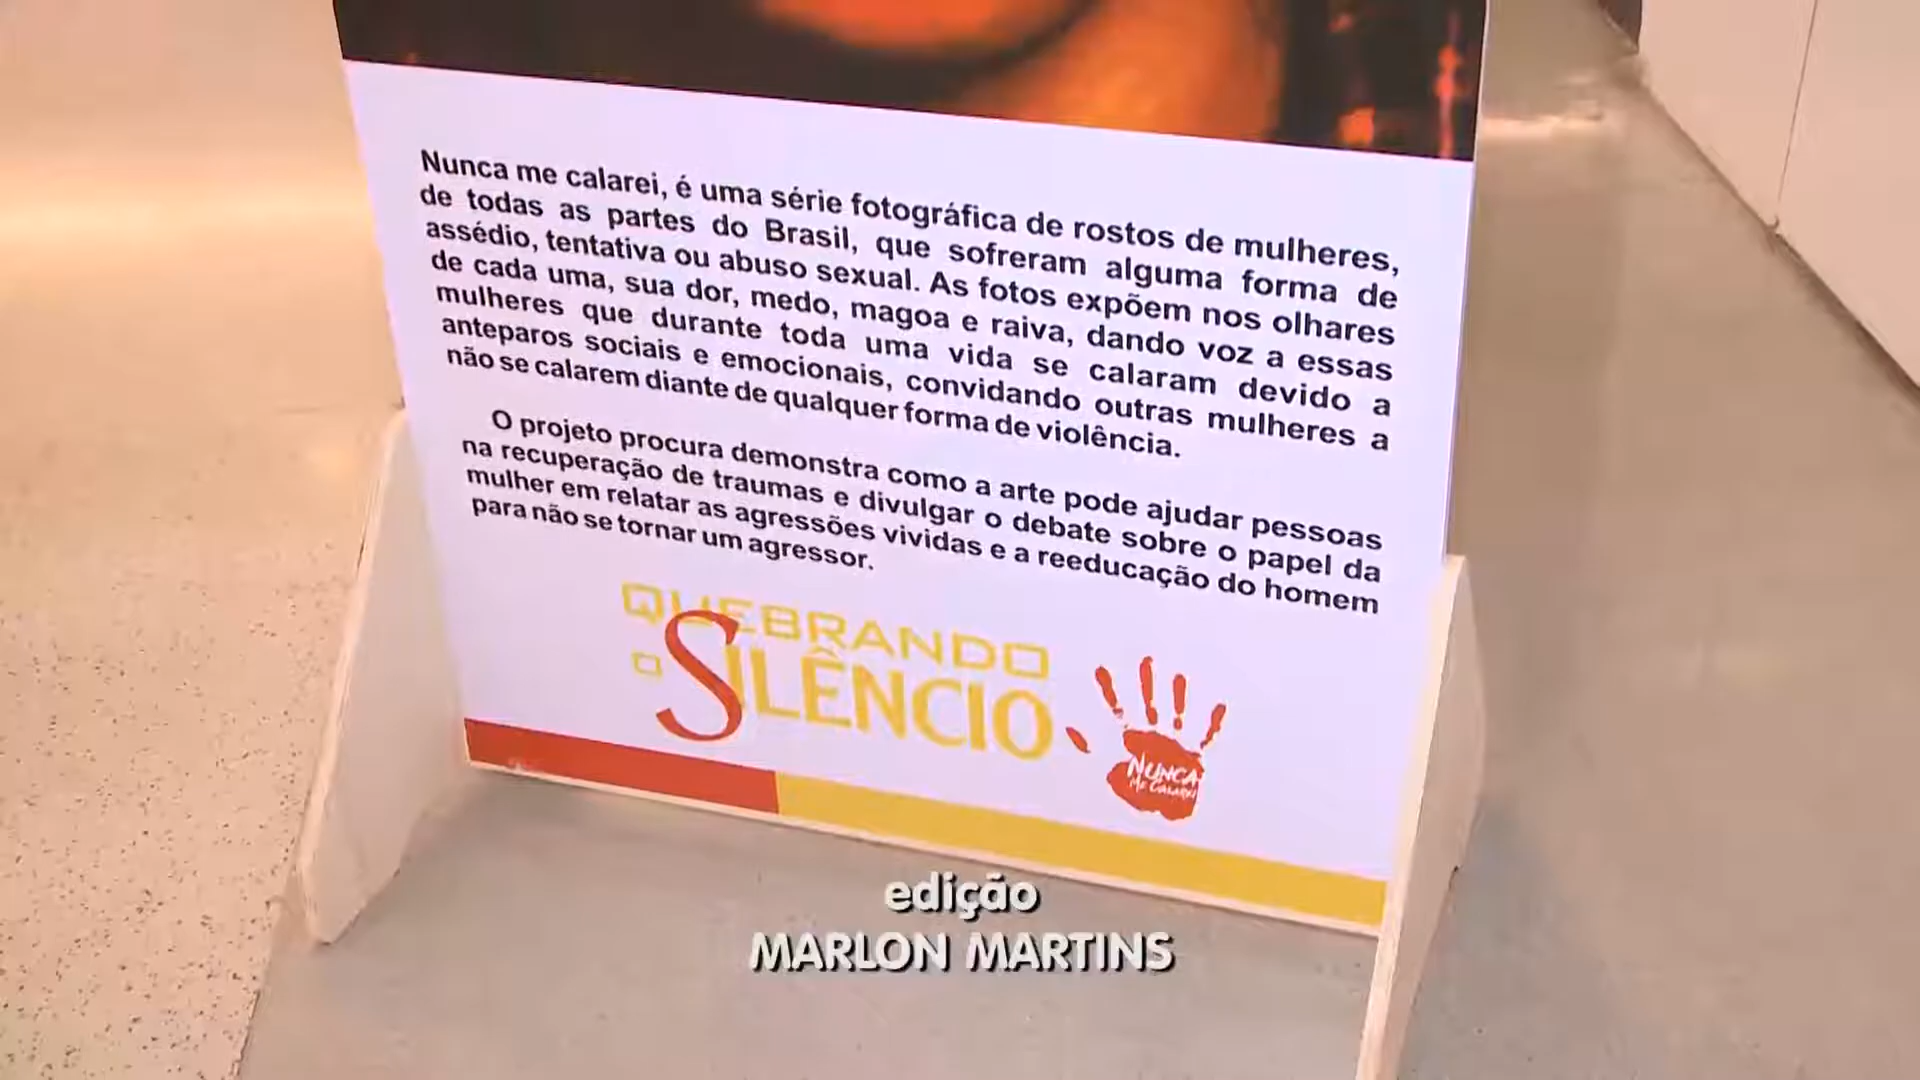 Nunca me calarei, é uma série fotográfica de rostos de mulheres,
de todas as partes do Brasil, que sofreram alguma forma de
assédio, tentativa ou abuso sexual. As fotos expõem nos olhares
de cada uma, sua dor, medo, magoa e raiva, dando voz a essas
mulheres que durante toda uma vida se calaram devido a
anteparos sociais e emocionais, convidando outras mulheres a
não se calarem diante de qualquer forma de violência.
O projeto procura demonstra como a arte pode ajudar pessoas
na recuperação de traumas e divulgar o debate sobre o papel da
mulher em relatar as agressões vividas e a reeducação do homem
para não se tornar um agressor.
QUEBRANDO
O SILÊNCIO
NUNCA
ME CALAREI
edição
MARLON MARTINS